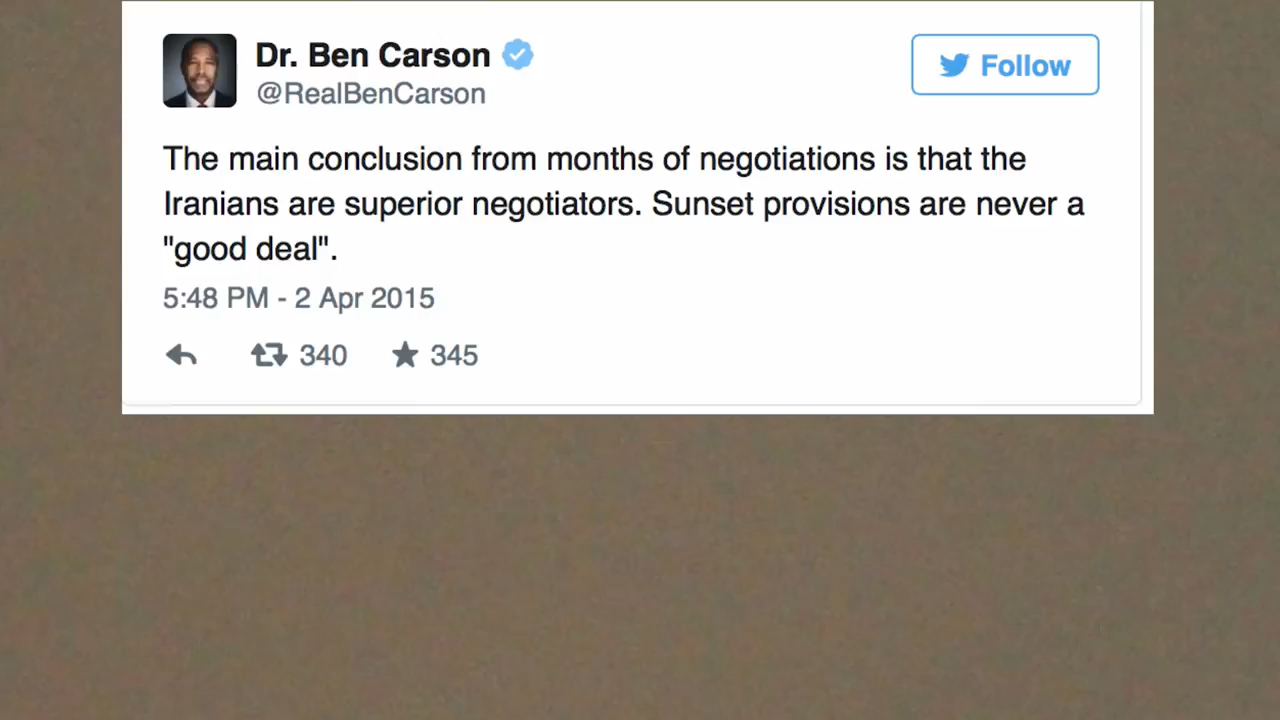 Dr. Ben Carson
Follow
@RealBenCarson
The main conclusion from months of negotiations is that the
Iranians are superior negotiators. Sunset provisions are never a
"good deal".
5:48 PM - 2 Apr 2015
340 345